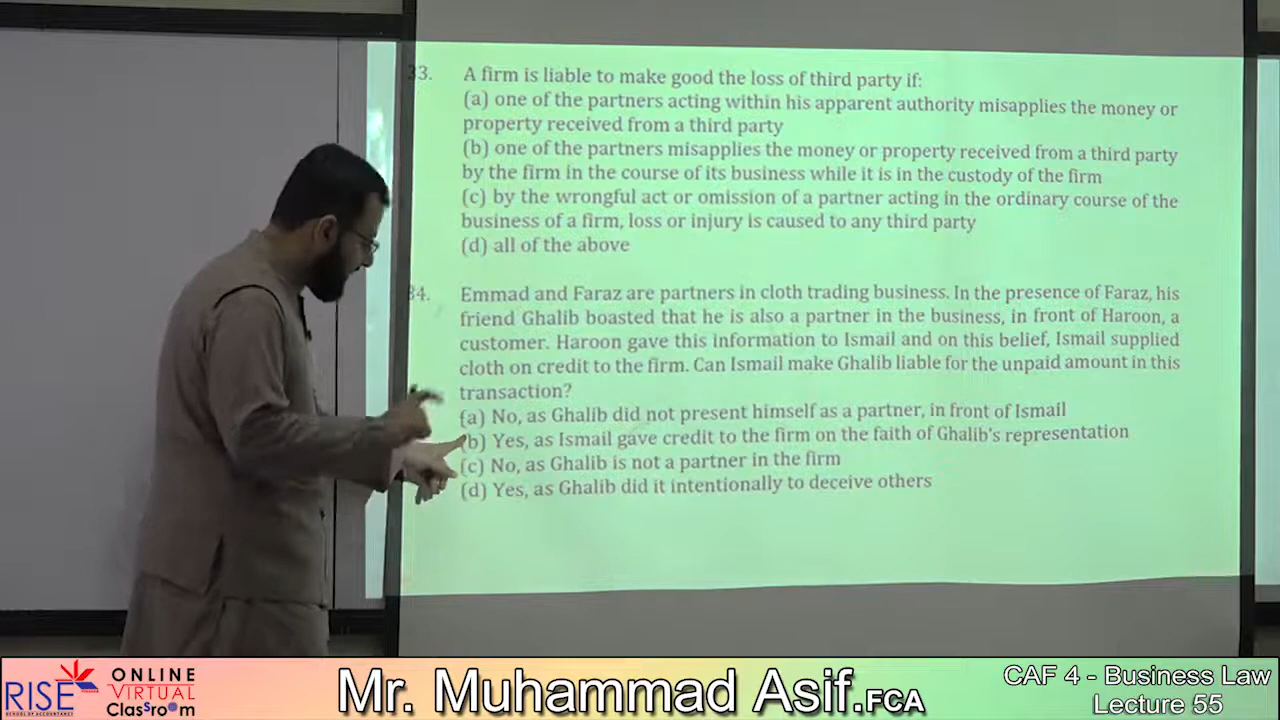 33. A firm is liable to make good the loss of third party if:
(a) one of the partners acting within his apparent authority misapplies the money or
property received from a third party
(b) one of the partners misapplies the money or property received from a third party
by the firm in the course of its business while it is in the custody of the firm
(c) by the wrongful act or omission of a partner acting in the ordinary course of the
business of a firm, loss or injury is caused to any third party
(d) all of the above
34. Emmad and Faraz are partners in cloth trading business. In the presence of Faraz, his
friend Ghalib boasted that he is also a partner in the business, in front of Haroon, a
customer. Haroon gave this information to Ismail and on this belief, Ismail supplied
cloth on credit to the firm. Can Ismail make Ghalib liable for the unpaid amount in this
transaction?
(a) No, as Ghalib did not present himself as a partner, in front of Ismail
(b) Yes, as Ismail gave credit to the firm on the faith of Ghalib's representation
(c) No, as Ghalib is not a partner in the firm
(d) Yes, as Ghalib did it intentionally to deceive others
RISE
SCHOOL OF ACCOUNTANCY
ONLINE
VIRTUAL
ClasSroom
Mr. Muhammad Asif.FCA
CAF 4 - Business Law
Lecture 55